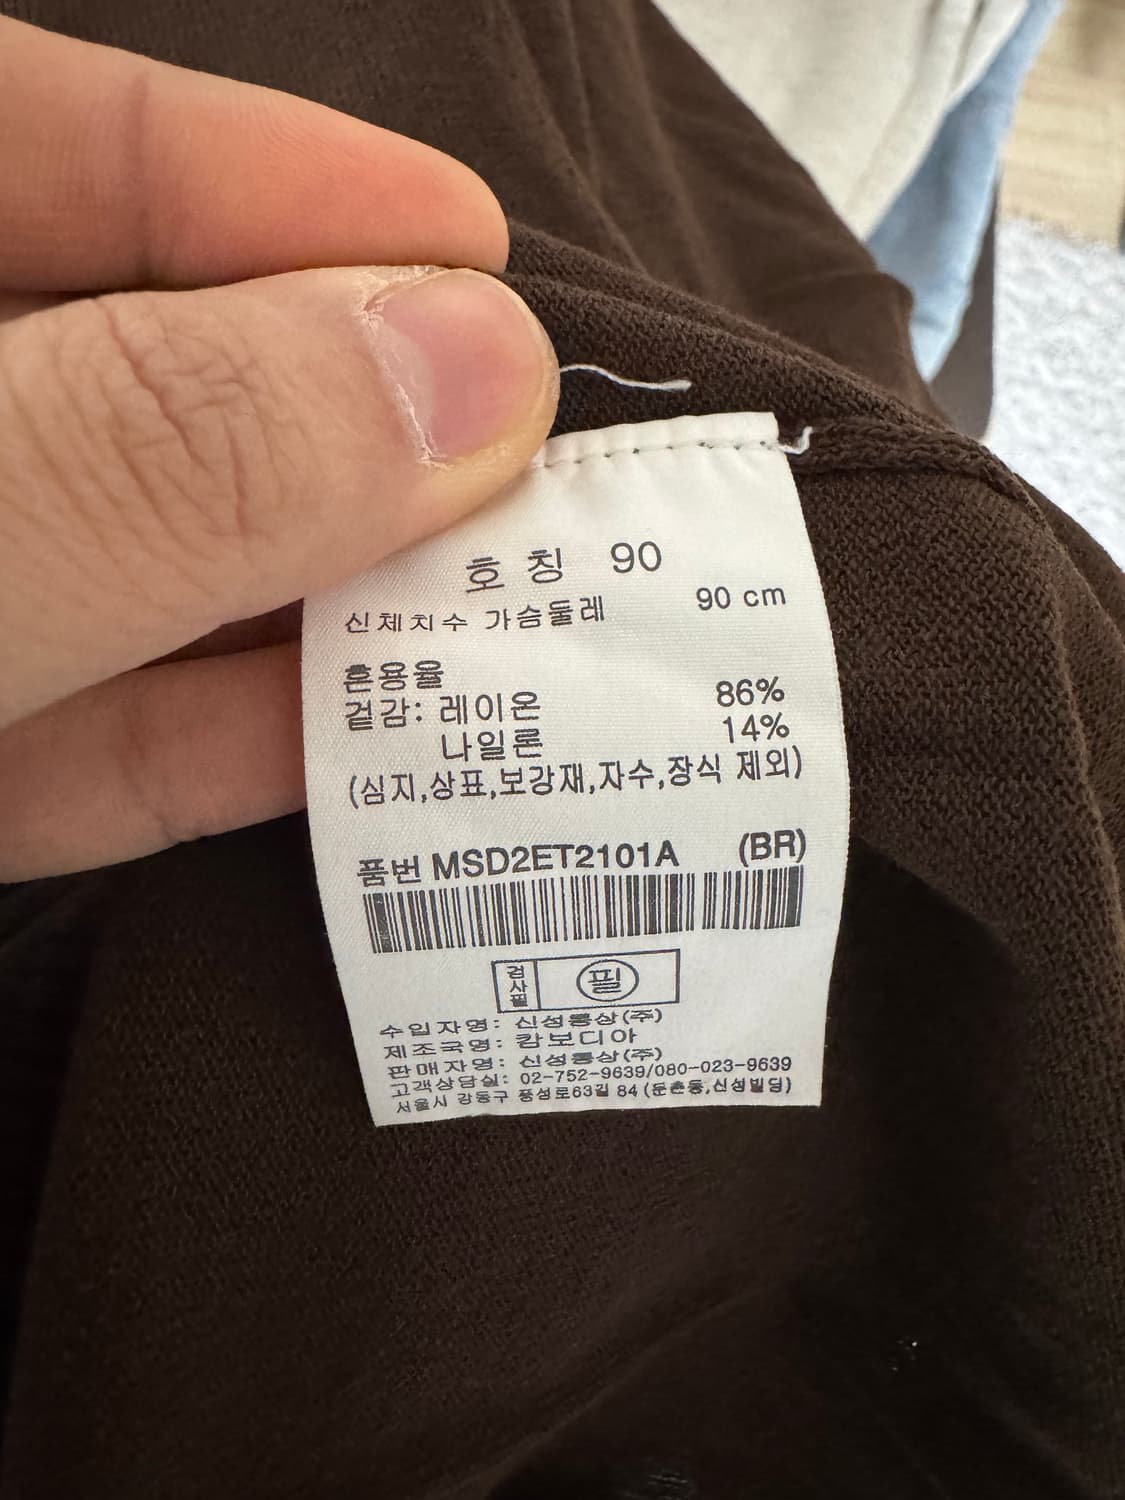 호 칭 90
신체치수 가슴둘레 90 cm
혼용율
겉감: 레이온 86%
나일론 14%
(심지,상표,보강재,자수,장식 제외)
품번 MSD2ET2101A (BR)
검사필 필
수입자명: 신성통상(주)
제조국명: 캄보디아
판매자명: 신성통상(주)
고객상담실: 02-752-9639/080-023-9639
서울시 강동구 풍성로63길 84 (둔촌동,신성빌딩)